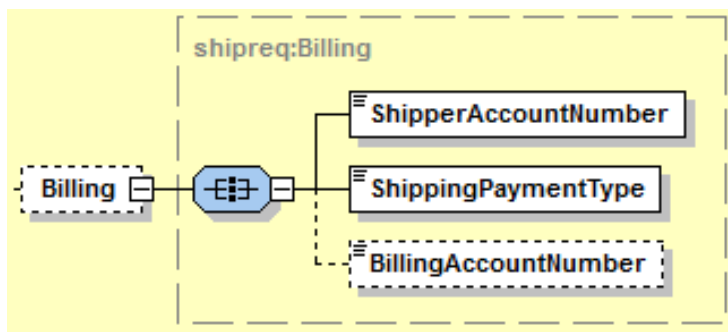 shipreq:Billing
ShipperAccountNumber
Billing
ShippingPaymentType
BillingAccountNumber